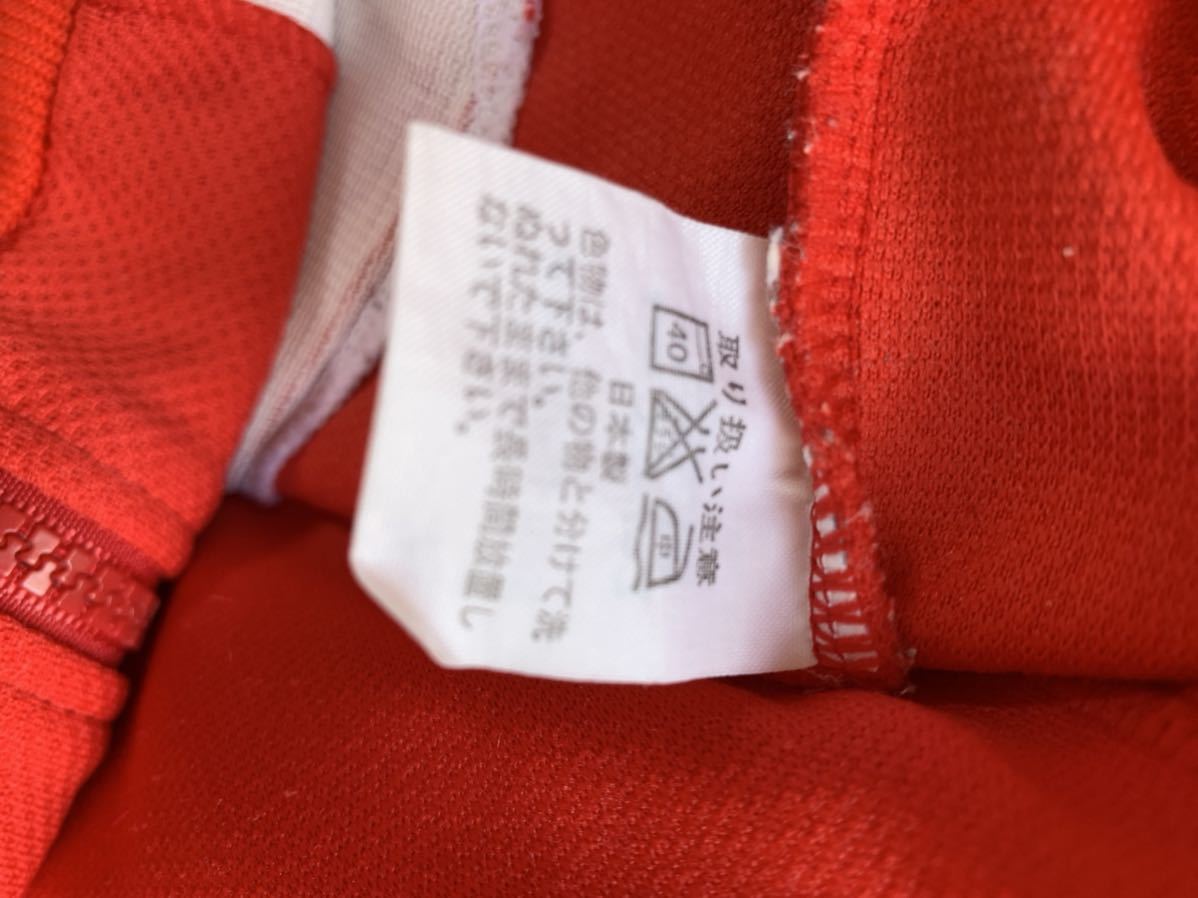 取り扱い注意
40
中
日本製
色物は、色の物と分けて洗
って下さい。
ぬれたままで長時間放置し
ないで下さい。